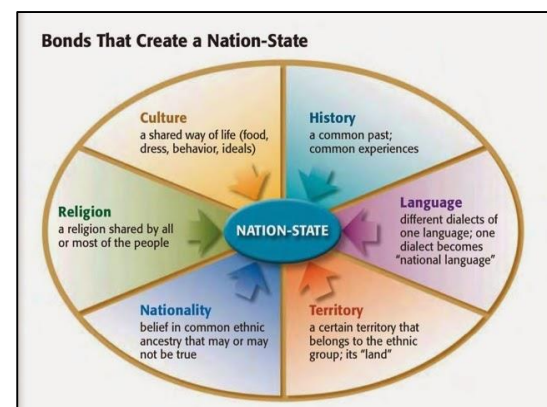 Bonds That Create a Nation-State
Culture
a shared way of life (food,
dress, behavior, ideals)
History
a common past;
common experiences
Religion
a religion shared by all
or most of the people
NATION-STATE
Language
different dialects of
one language; one
dialect becomes
"national language"
Nationality
belief in common ethnic
ancestry that may or may
not be true
Territory
a certain territory that
belongs to the ethnic
group; its "land"